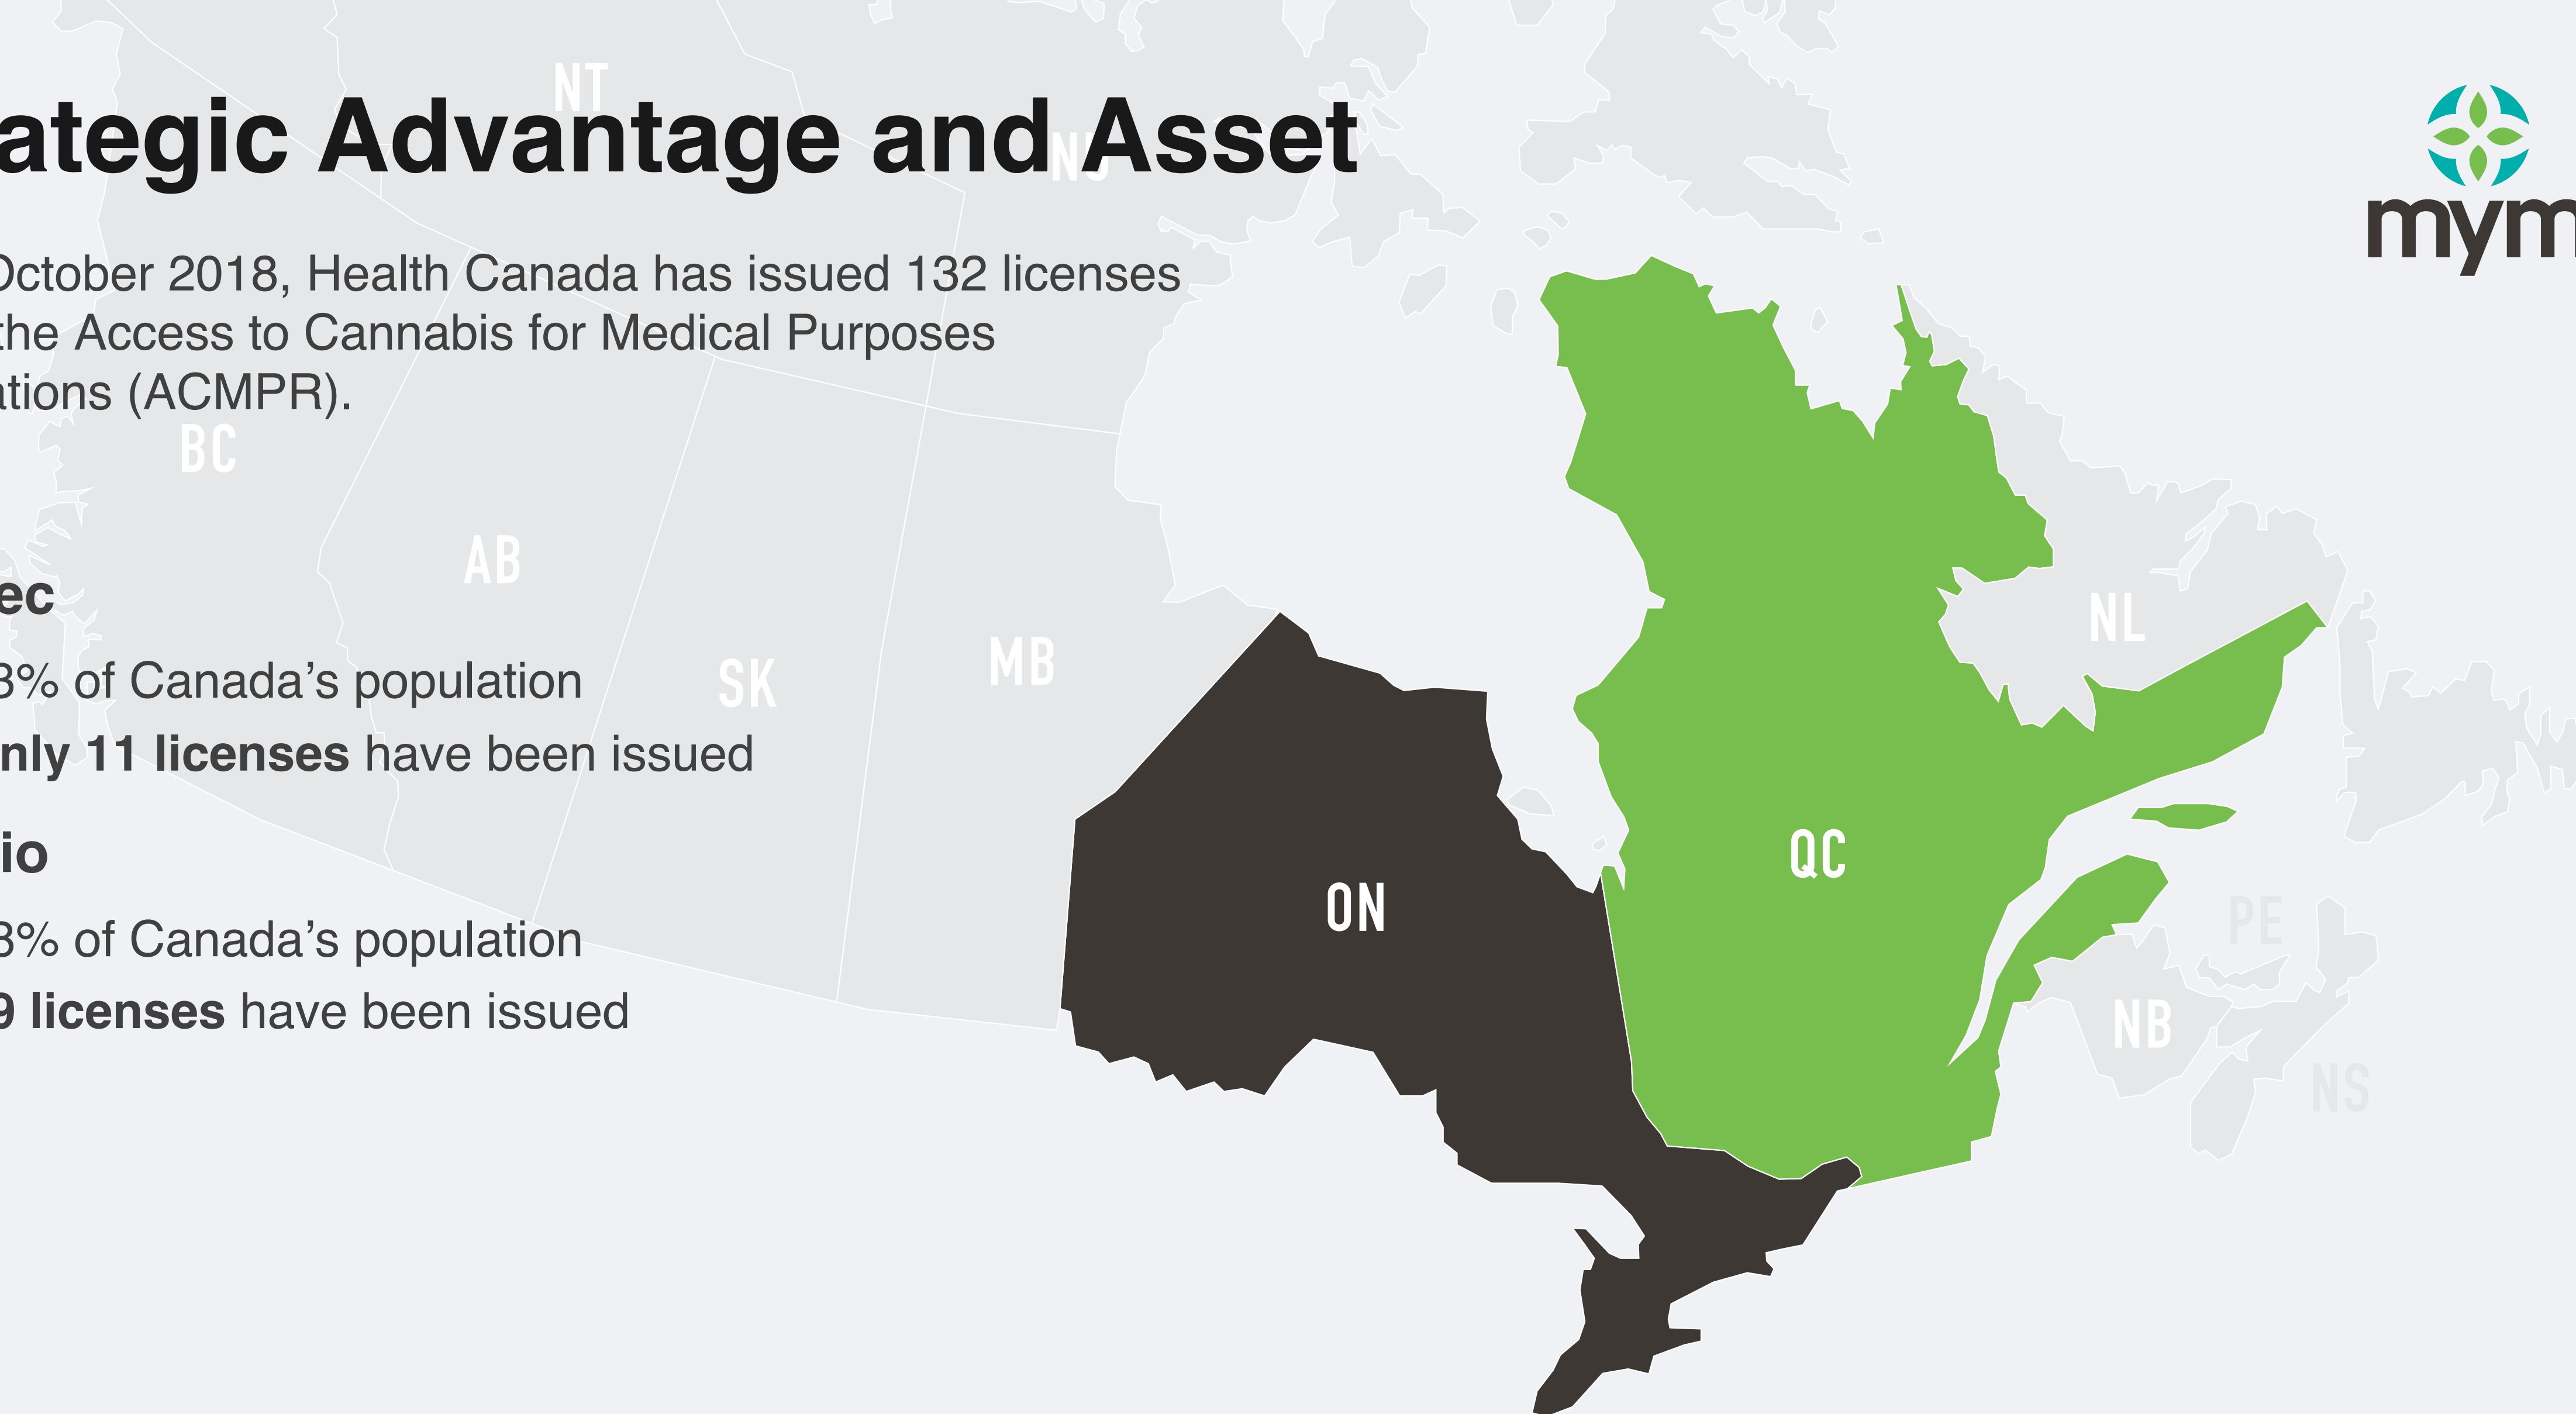 ategic Advantage and Asset
October 2018, Health Canada has issued 132 licenses
the Access to Cannabis for Medical Purposes
ations (ACMPR).
ec
3% of Canada’s population
nly 11 licenses have been issued
io
3% of Canada’s population
9 licenses have been issued
mym
NT
NU
BC
AB
SK
MB
ON
QC
NL
PE
NB
NS